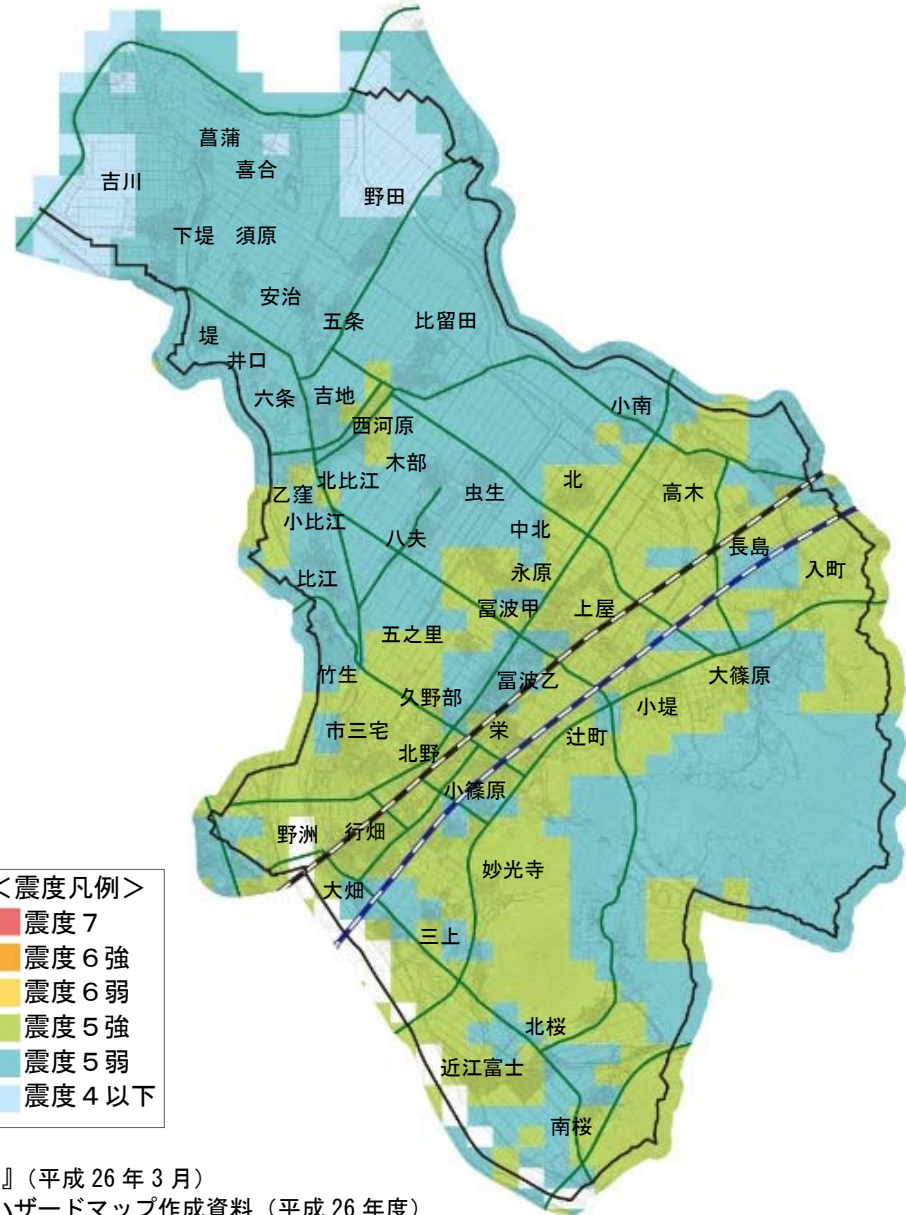 菖蒲
喜合
吉川
野田
下堤
須原
安治
五条
比留田
堤
井口
六条
吉地
小南
西河原
木部
北比江
虫生
北
高木
乙窪
小比江
八夫
中北
長島
比江
永原
入町
冨波甲
上屋
五之里
竹生
冨波乙
大篠原
久野部
小堤
市三宅
栄
辻町
北野
小篠原
野洲
行畑
妙光寺
大畑
三上
北桜
近江富士
南桜
<震度凡例>
震度7
震度6強
震度6弱
震度5強
震度5弱
震度4以下
』(平成26年3月)
ハザードマップ作成資料(平成26年度)